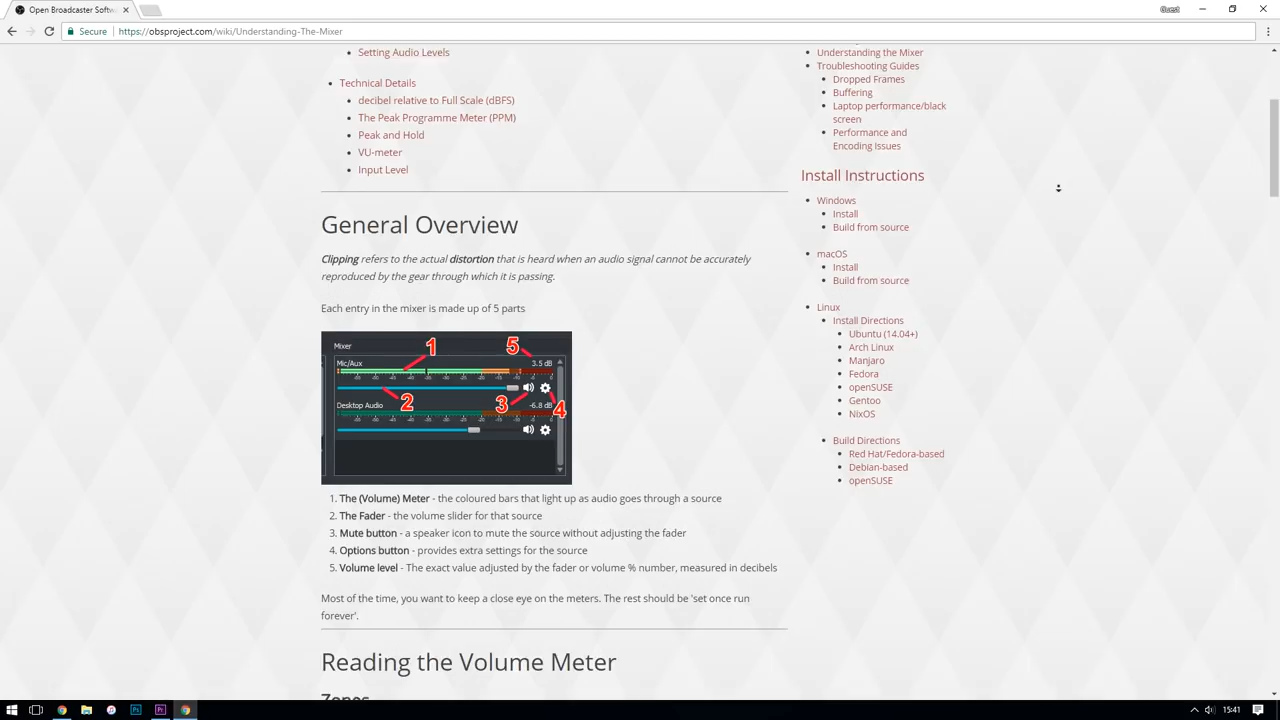 Open Broadcaster Softw
Guest
Secure
https://obsproject.com/wiki/Understanding-The-Mixer
Setting Audio Levels
Technical Details
decibel relative to Full Scale (dBFS)
The Peak Programme Meter (PPM)
Peak and Hold
VU-meter
Input Level
General Overview
Clipping refers to the actual distortion that is heard when an audio signal cannot be accurately
reproduced by the gear through which it is passing.
Each entry in the mixer is made up of 5 parts
Mixer
1
5
Mic/Aux
3.5 dB
2
3
4
Desktop Audio
-6.8 dB
1. The (Volume) Meter - the coloured bars that light up as audio goes through a source
2. The Fader - the volume slider for that source
3. Mute button - a speaker icon to mute the source without adjusting the fader
4. Options button - provides extra settings for the source
5. Volume level - The exact value adjusted by the fader or volume % number, measured in decibels
Most of the time, you want to keep a close eye on the meters. The rest should be 'set once run
forever'.
Reading the Volume Meter
Zones
Understanding the Mixer
Troubleshooting Guides
Dropped Frames
Buffering
Laptop performance/black
screen
Performance and
Encoding Issues
Install Instructions
Windows
Install
Build from source
macOS
Install
Build from source
Linux
Install Directions
Ubuntu (14.04+)
Arch Linux
Manjaro
Fedora
openSUSE
Gentoo
NixOS
Build Directions
Red Hat/Fedora-based
Debian-based
openSUSE
Ps
Pr
15:41